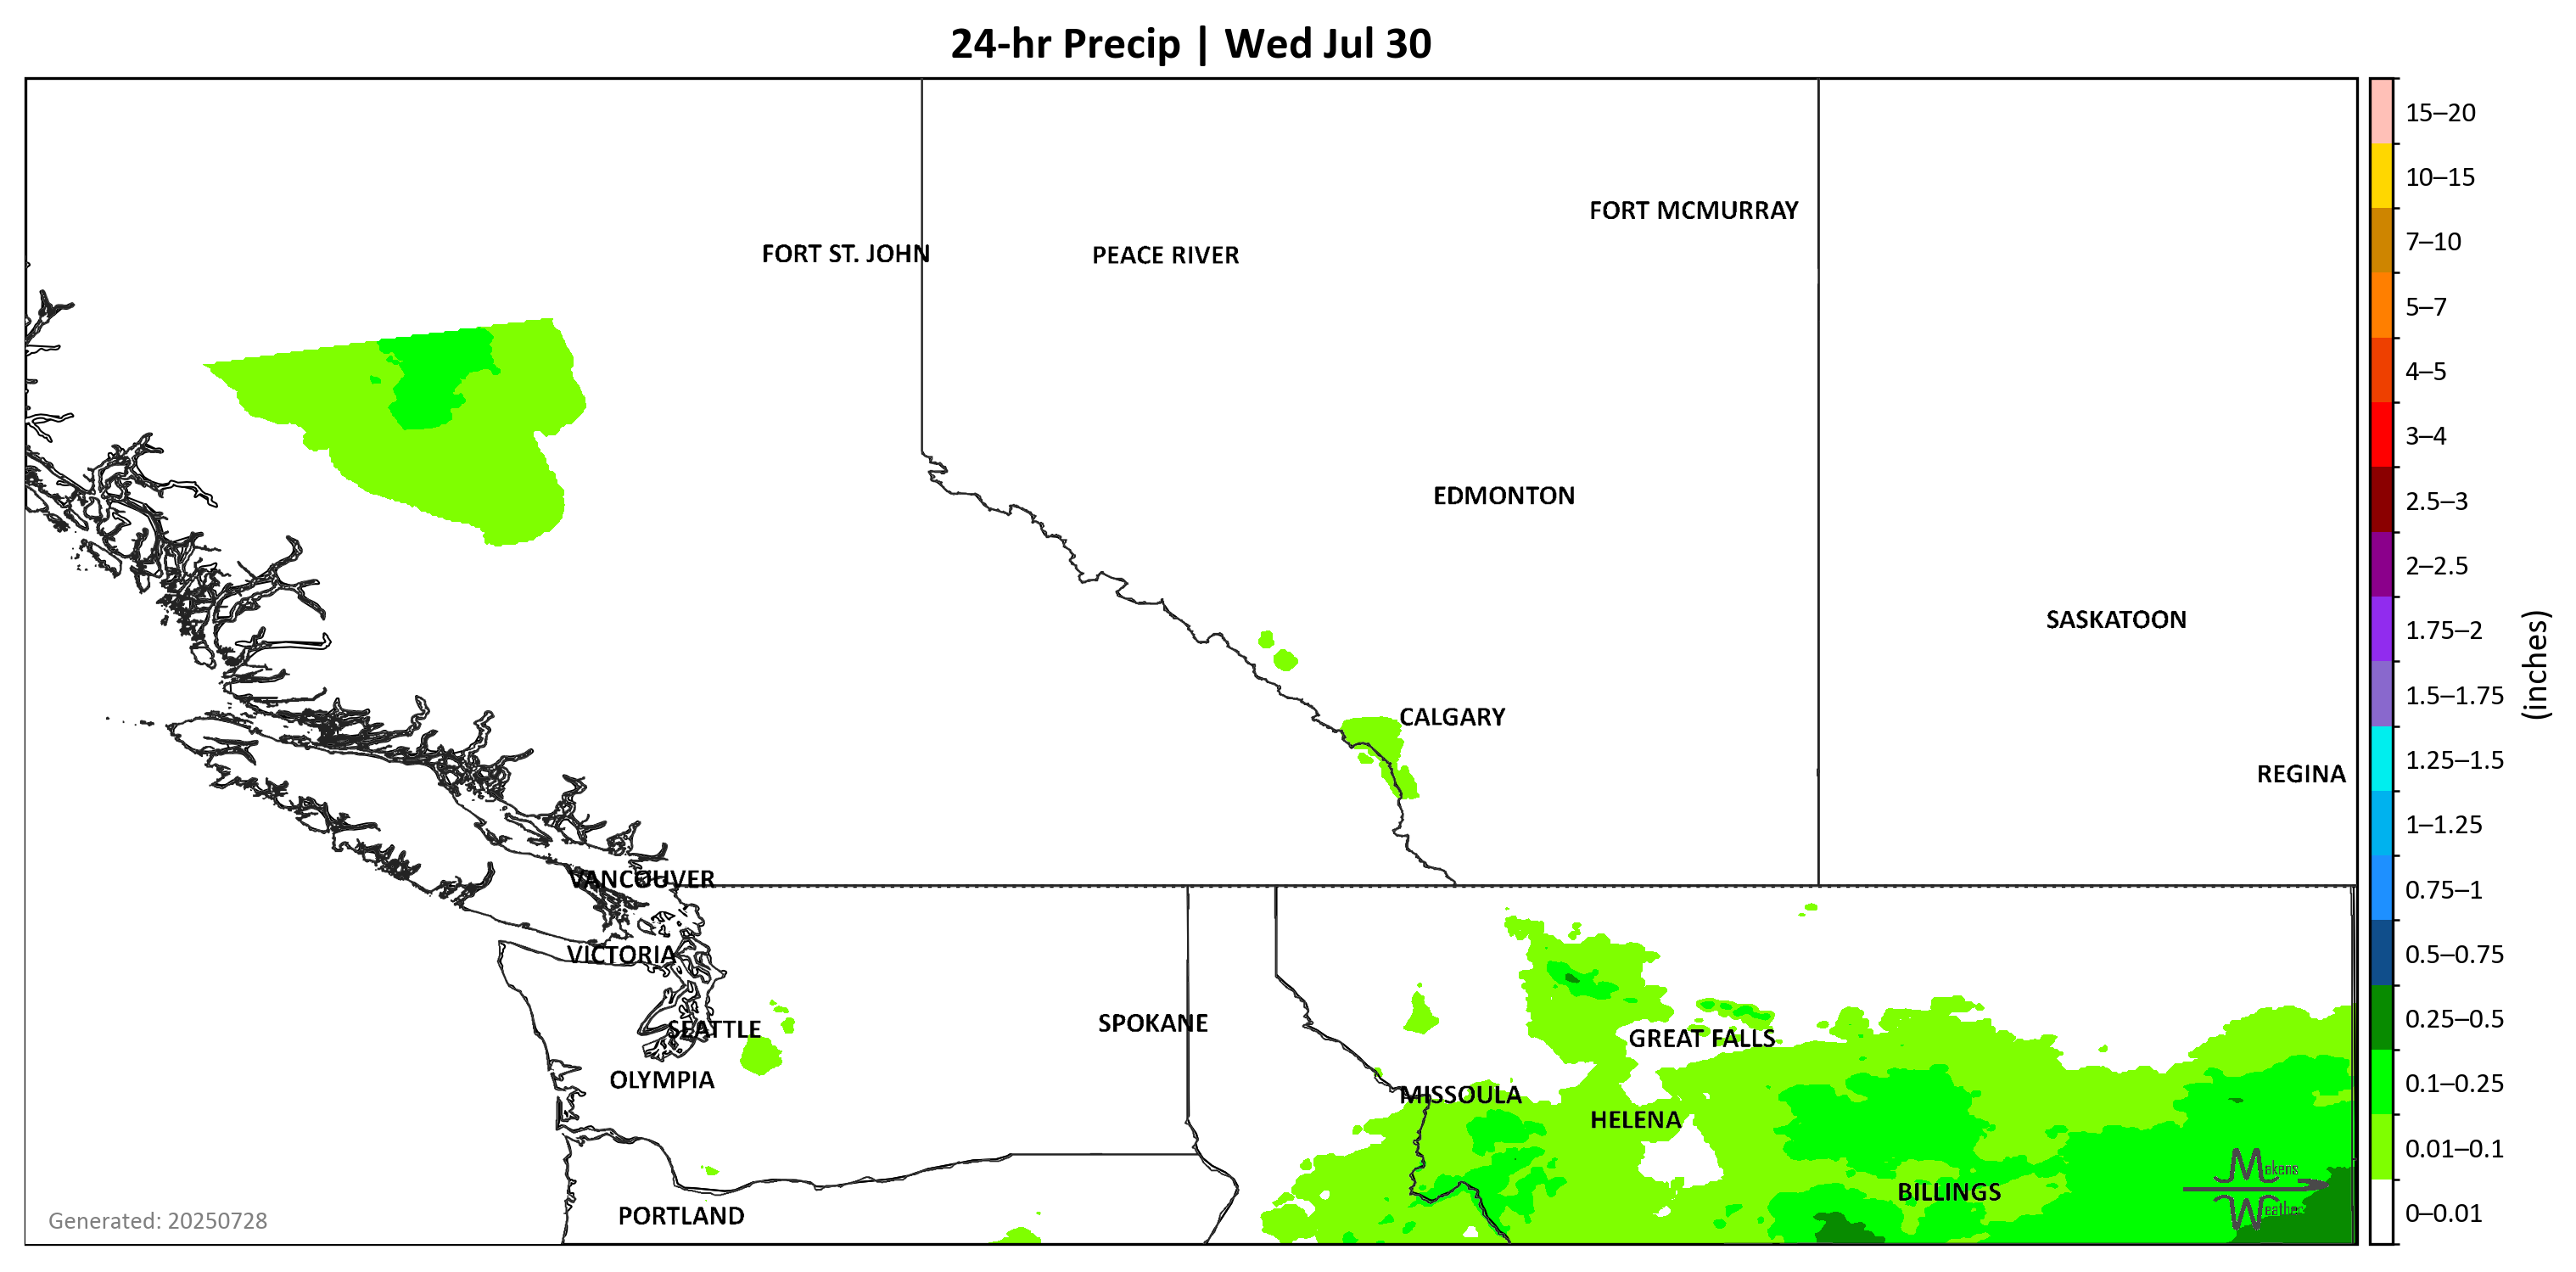 24-hr Precip | Wed Jul 30
15–20
10–15
7–10
5–7
4–5
3–4
2.5–3
2–2.5
1.75–2
1.5–1.75
1.25–1.5
1–1.25
0.75–1
0.5–0.75
0.25–0.5
0.1–0.25
0.01–0.1
0–0.01
(inches)
FORT MCMURRAY
FORT ST. JOHN
PEACE RIVER
EDMONTON
SASKATOON
CALGARY
REGINA
VANCOUVER
VICTORIA
SEATTLE
SPOKANE
GREAT FALLS
OLYMPIA
MISSOULA
HELENA
BILLINGS
PORTLAND
Makens
Weather
Generated: 20250728